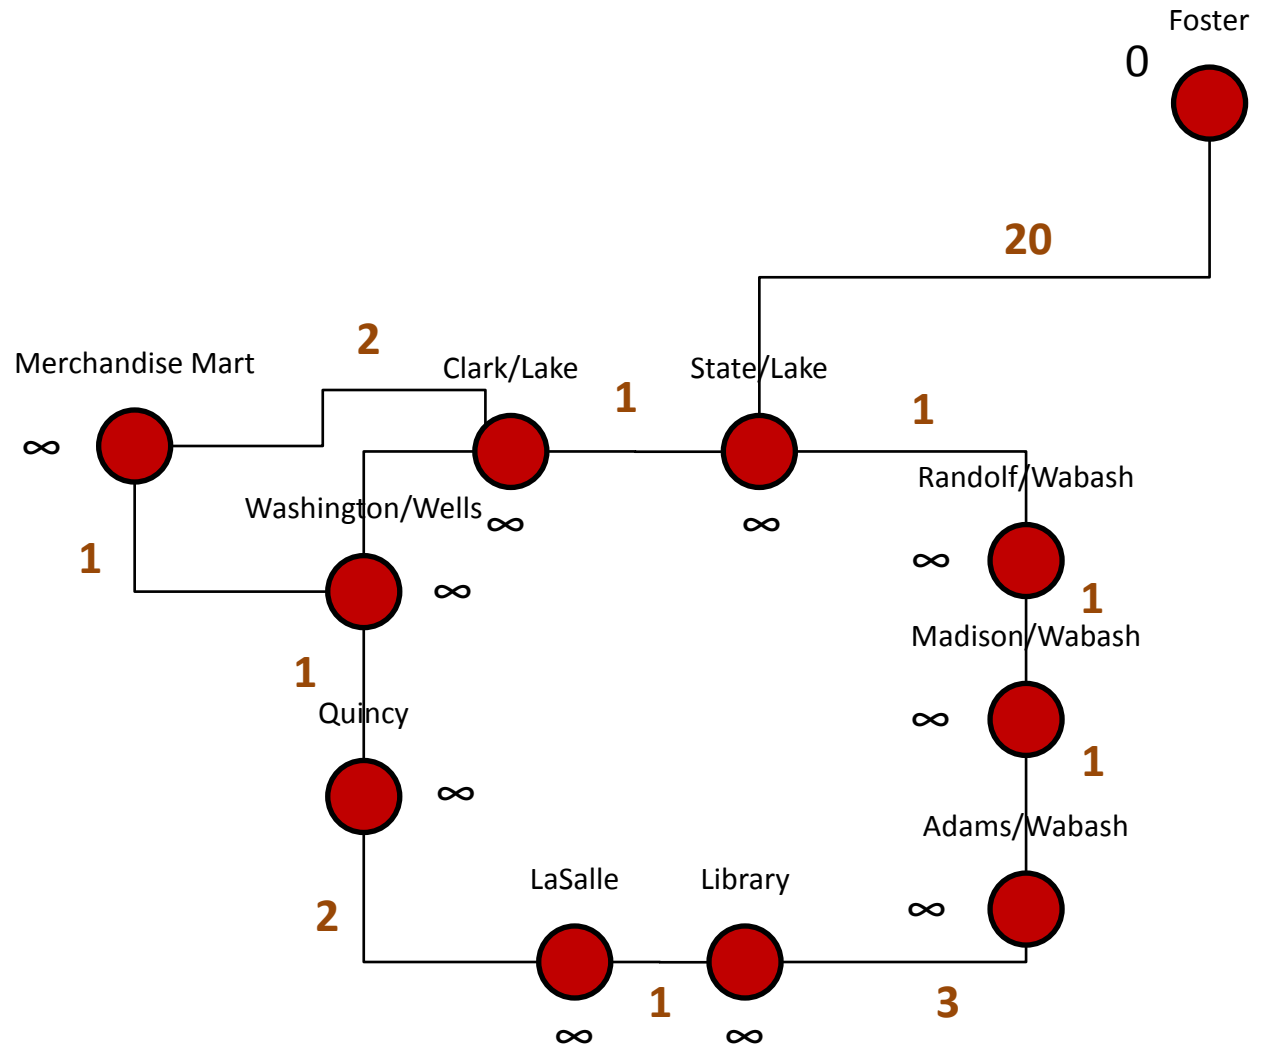 Foster
0
20
2
Merchandise Mart
Clark/Lake
State/Lake
1
1
∞
Randolf/Wabash
Washington/Wells
∞
∞
1
∞
∞
1
Madison/Wabash
1
Quincy
∞
1
∞
Adams/Wabash
LaSalle
Library
∞
2
1
3
∞
∞